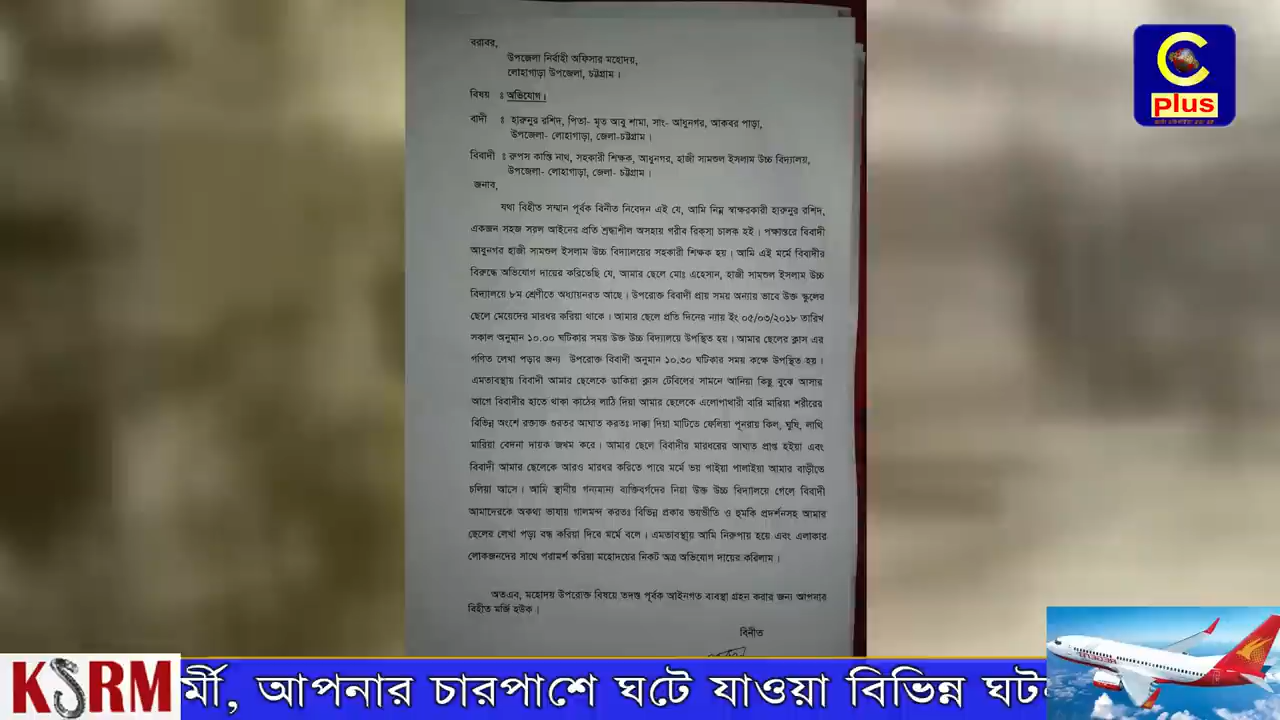 বরাবর,
উপজেলা নির্বাহী অফিসার মহোদয়,
লোহাগাড়া উপজেলা, চট্টগ্রাম।
বিষয় ঃ অভিযোগ।
বাদী ঃ হারুনুর রশিদ, পিতা- মৃত আবু শামা, সাং- আধুনগর, আকবর পাড়া,
উপজেলা- লোহাগাড়া, জেলা-চট্টগ্রাম।
বিবাদী ঃ রুপস কান্তি নাথ, সহকারী শিক্ষক, আধুনগর, হাজী সামশুল ইসলাম উচ্চ বিদ্যালয়,
উপজেলা- লোহাগাড়া, জেলা- চট্টগ্রাম।
জনাব,
যথা বিহীত সম্মান পূর্বক বিনীত নিবেদন এই যে, আমি নিম্ন স্বাক্ষরকারী হারুনুর রশিদ,
একজন সহজ সরল আইনের প্রতি শ্রদ্ধাশীল অসহায় গরীব রিক্সা চালক হই। পক্ষান্তরে বিবাদী
আধুনগর হাজী সামশুল ইসলাম উচ্চ বিদ্যালয়ের সহকারী শিক্ষক হয়। আমি এই মর্মে বিবাদীর
বিরুদ্ধে অভিযোগ দায়ের করিতেছি যে, আমার ছেলে মোঃ এহেসান, হাজী সামশুল ইসলাম উচ্চ
বিদ্যালয়ে ৮ম শ্রেণীতে অধ্যায়নরত আছে। উপরোক্ত বিবাদী প্রায় সময় অন্যায় ভাবে উক্ত স্কুলের
ছেলে মেয়েদের মারধর করিয়া থাকে। আমার ছেলে প্রতি দিনের ন্যায় ইং ০৫/০৩/২০১৮ তারিখ
সকাল অনুমান ১০.০০ ঘটিকার সময় উক্ত উচ্চ বিদ্যালয়ে উপস্থিত হয়। আমার ছেলের ক্লাস এর
গণিত লেখা পড়ার জন্য উপরোক্ত বিবাদী অনুমান ১০.৩০ ঘটিকার সময় কক্ষে উপস্থিত হয়।
এমতাবস্থায় বিবাদী আমার ছেলেকে ডাকিয়া ক্লাস টেবিলের সামনে আনিয়া কিছু বুঝে আসার
আগে বিবাদীর হাতে থাকা কাঠের লাঠি দিয়া আমার ছেলেকে এলোপাথারী বারি মারিয়া শরীরের
বিভিন্ন অংশে রক্তাক্ত গুরতর আঘাত করতঃ দাক্কা দিয়া মাটিতে ফেলিয়া পূনরায় কিল, ঘুষি, লাথি
মারিয়া বেদনা দায়ক জখম করে। আমার ছেলে বিবাদীর মারধরের আঘাত প্রাপ্ত হইয়া এবং
বিবাদী আমার ছেলেকে আরও মারধর করিতে পারে মর্মে ভয় পাইয়া পালাইয়া আমার বাড়ীতে
চলিয়া আসে। আমি স্থানীয় গন্যমান্য ব্যক্তিবর্গদের নিয়া উক্ত উচ্চ বিদ্যালয়ে গেলে বিবাদী
আমাদেরকে অকথ্য ভাষায় গালমন্দ করতঃ বিভিন্ন প্রকার ভয়ভীতি ও হুমকি প্রদর্শনসহ আমার
ছেলের লেখা পড়া বন্ধ করিয়া দিবে মর্মে বলে। এমতাবস্থায় আমি নিরুপায় হয়ে এবং এলাকার
লোকজনদের সাথে পরামর্শ করিয়া মহোদয়ের নিকট অত্র অভিযোগ দায়ের করিলাম।
অতএব, মহোদয় উপরোক্ত বিষয়ে তদন্ত পূর্বক আইনগত ব্যবস্থা গ্রহন করার জন্য আপনার
বিহীত মর্জি হউক।
বিনীত
C
plus
KSRM
র্মী, আপনার চারপাশে ঘটে যাওয়া বিভিন্ন ঘটন